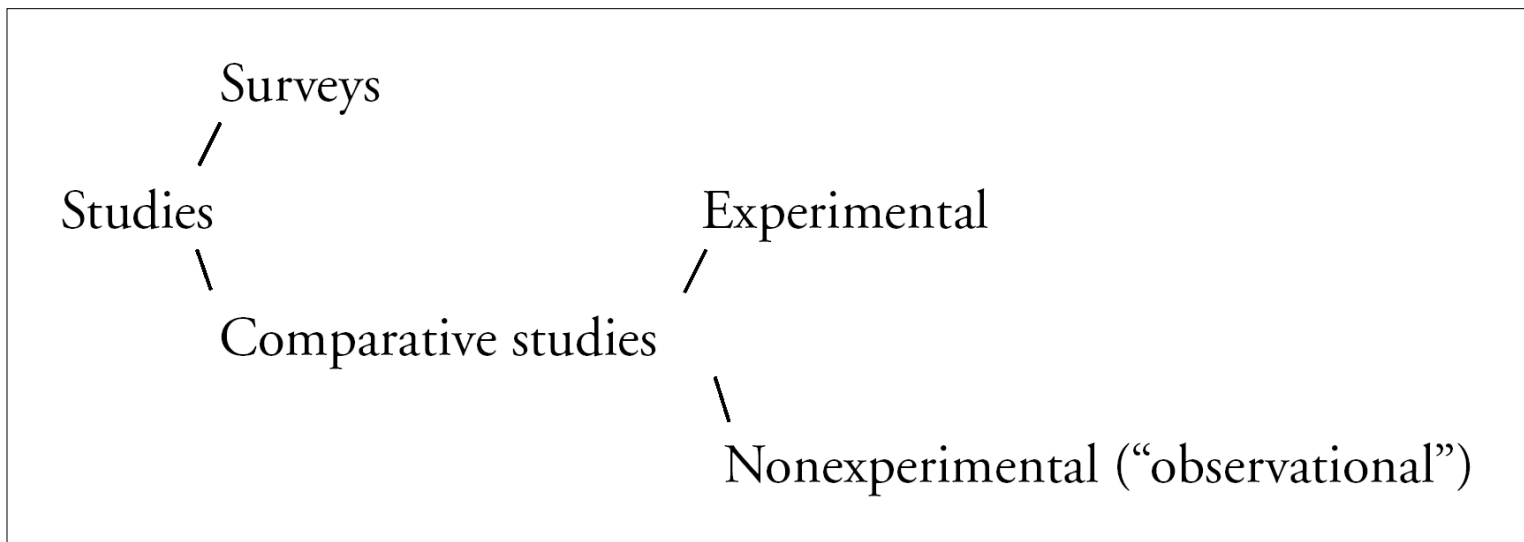 Surveys
Studies
Experimental
Comparative studies
Nonexperimental (“observational”)